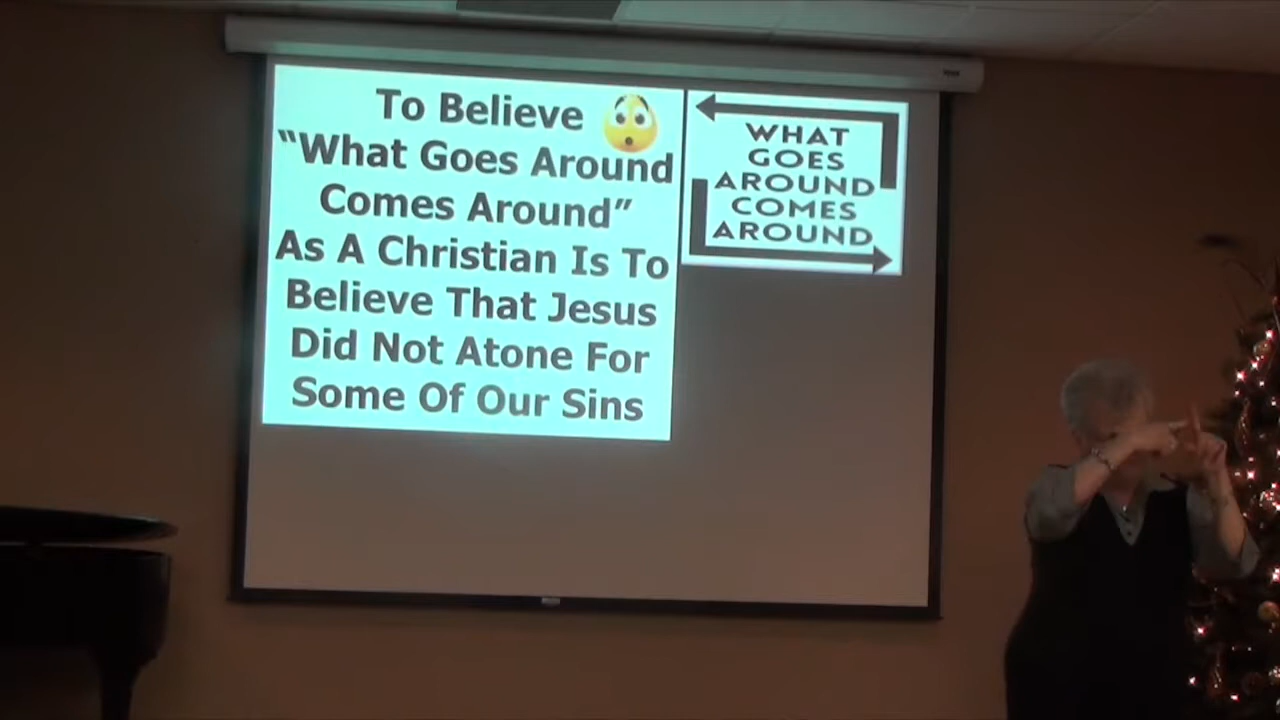 To Believe
“What Goes Around
Comes Around”
As A Christian Is To
Believe That Jesus
Did Not Atone For
Some Of Our Sins
WHAT
GOES
AROUND
COMES
AROUND